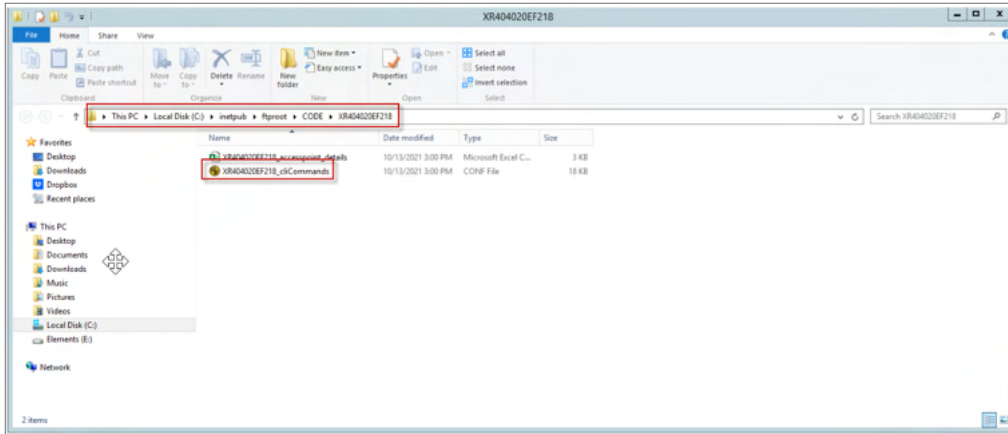 XR404020EF218
File Home Share View
Copy
Paste
Cut
Copy path
Paste shortcut
Clipboard
Move to
Copy to
Delete
Rename
Organize
New folder
New item
Easy access
New
Properties
Open
Edit
Open
Select all
Select none
Invert selection
Select
This PC Local Disk (C:) inetpub ftproot CODE XR404020EF218
Search XR404020EF218
Name Date modified Type Size
XR404020EF218_accesspoint_details 10/13/2021 3:00 PM Microsoft Excel C... 3 KB
XR404020EF218_cliCommands 10/13/2021 3:00 PM CONF File 18 KB
Favorites
Desktop
Downloads
Dropbox
Recent places
This PC
Desktop
Documents
Downloads
Music
Pictures
Videos
Local Disk (C:)
Elements (E:)
Network
2 items